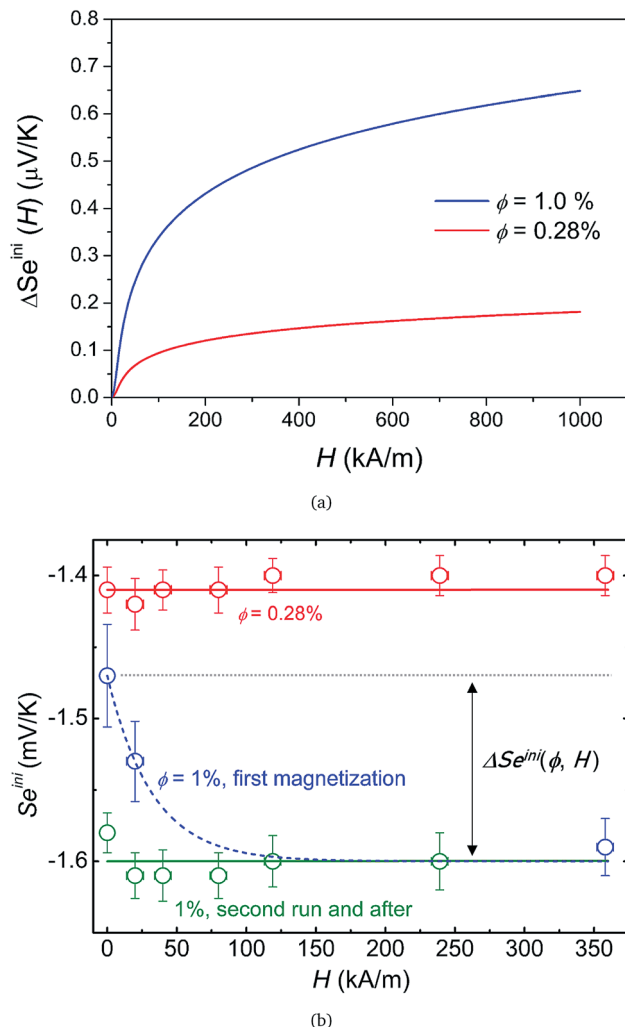 0.8
0.7
0.6
0.5
0.4
0.3
0.2
0.1
0.0
ΔSe^ini (H) (μV/K)
ϕ = 1.0 %
ϕ = 0.28%
0 200 400 600 800 1000
H (kA/m)
(a)
-1.4
-1.5
-1.6
Se^ini (mV/K)
ϕ = 0.28%
ΔSe^ini(ϕ, H)
ϕ = 1%, first magnetization
1%, second run and after
0 50 100 150 200 250 300 350
H (kA/m)
(b)